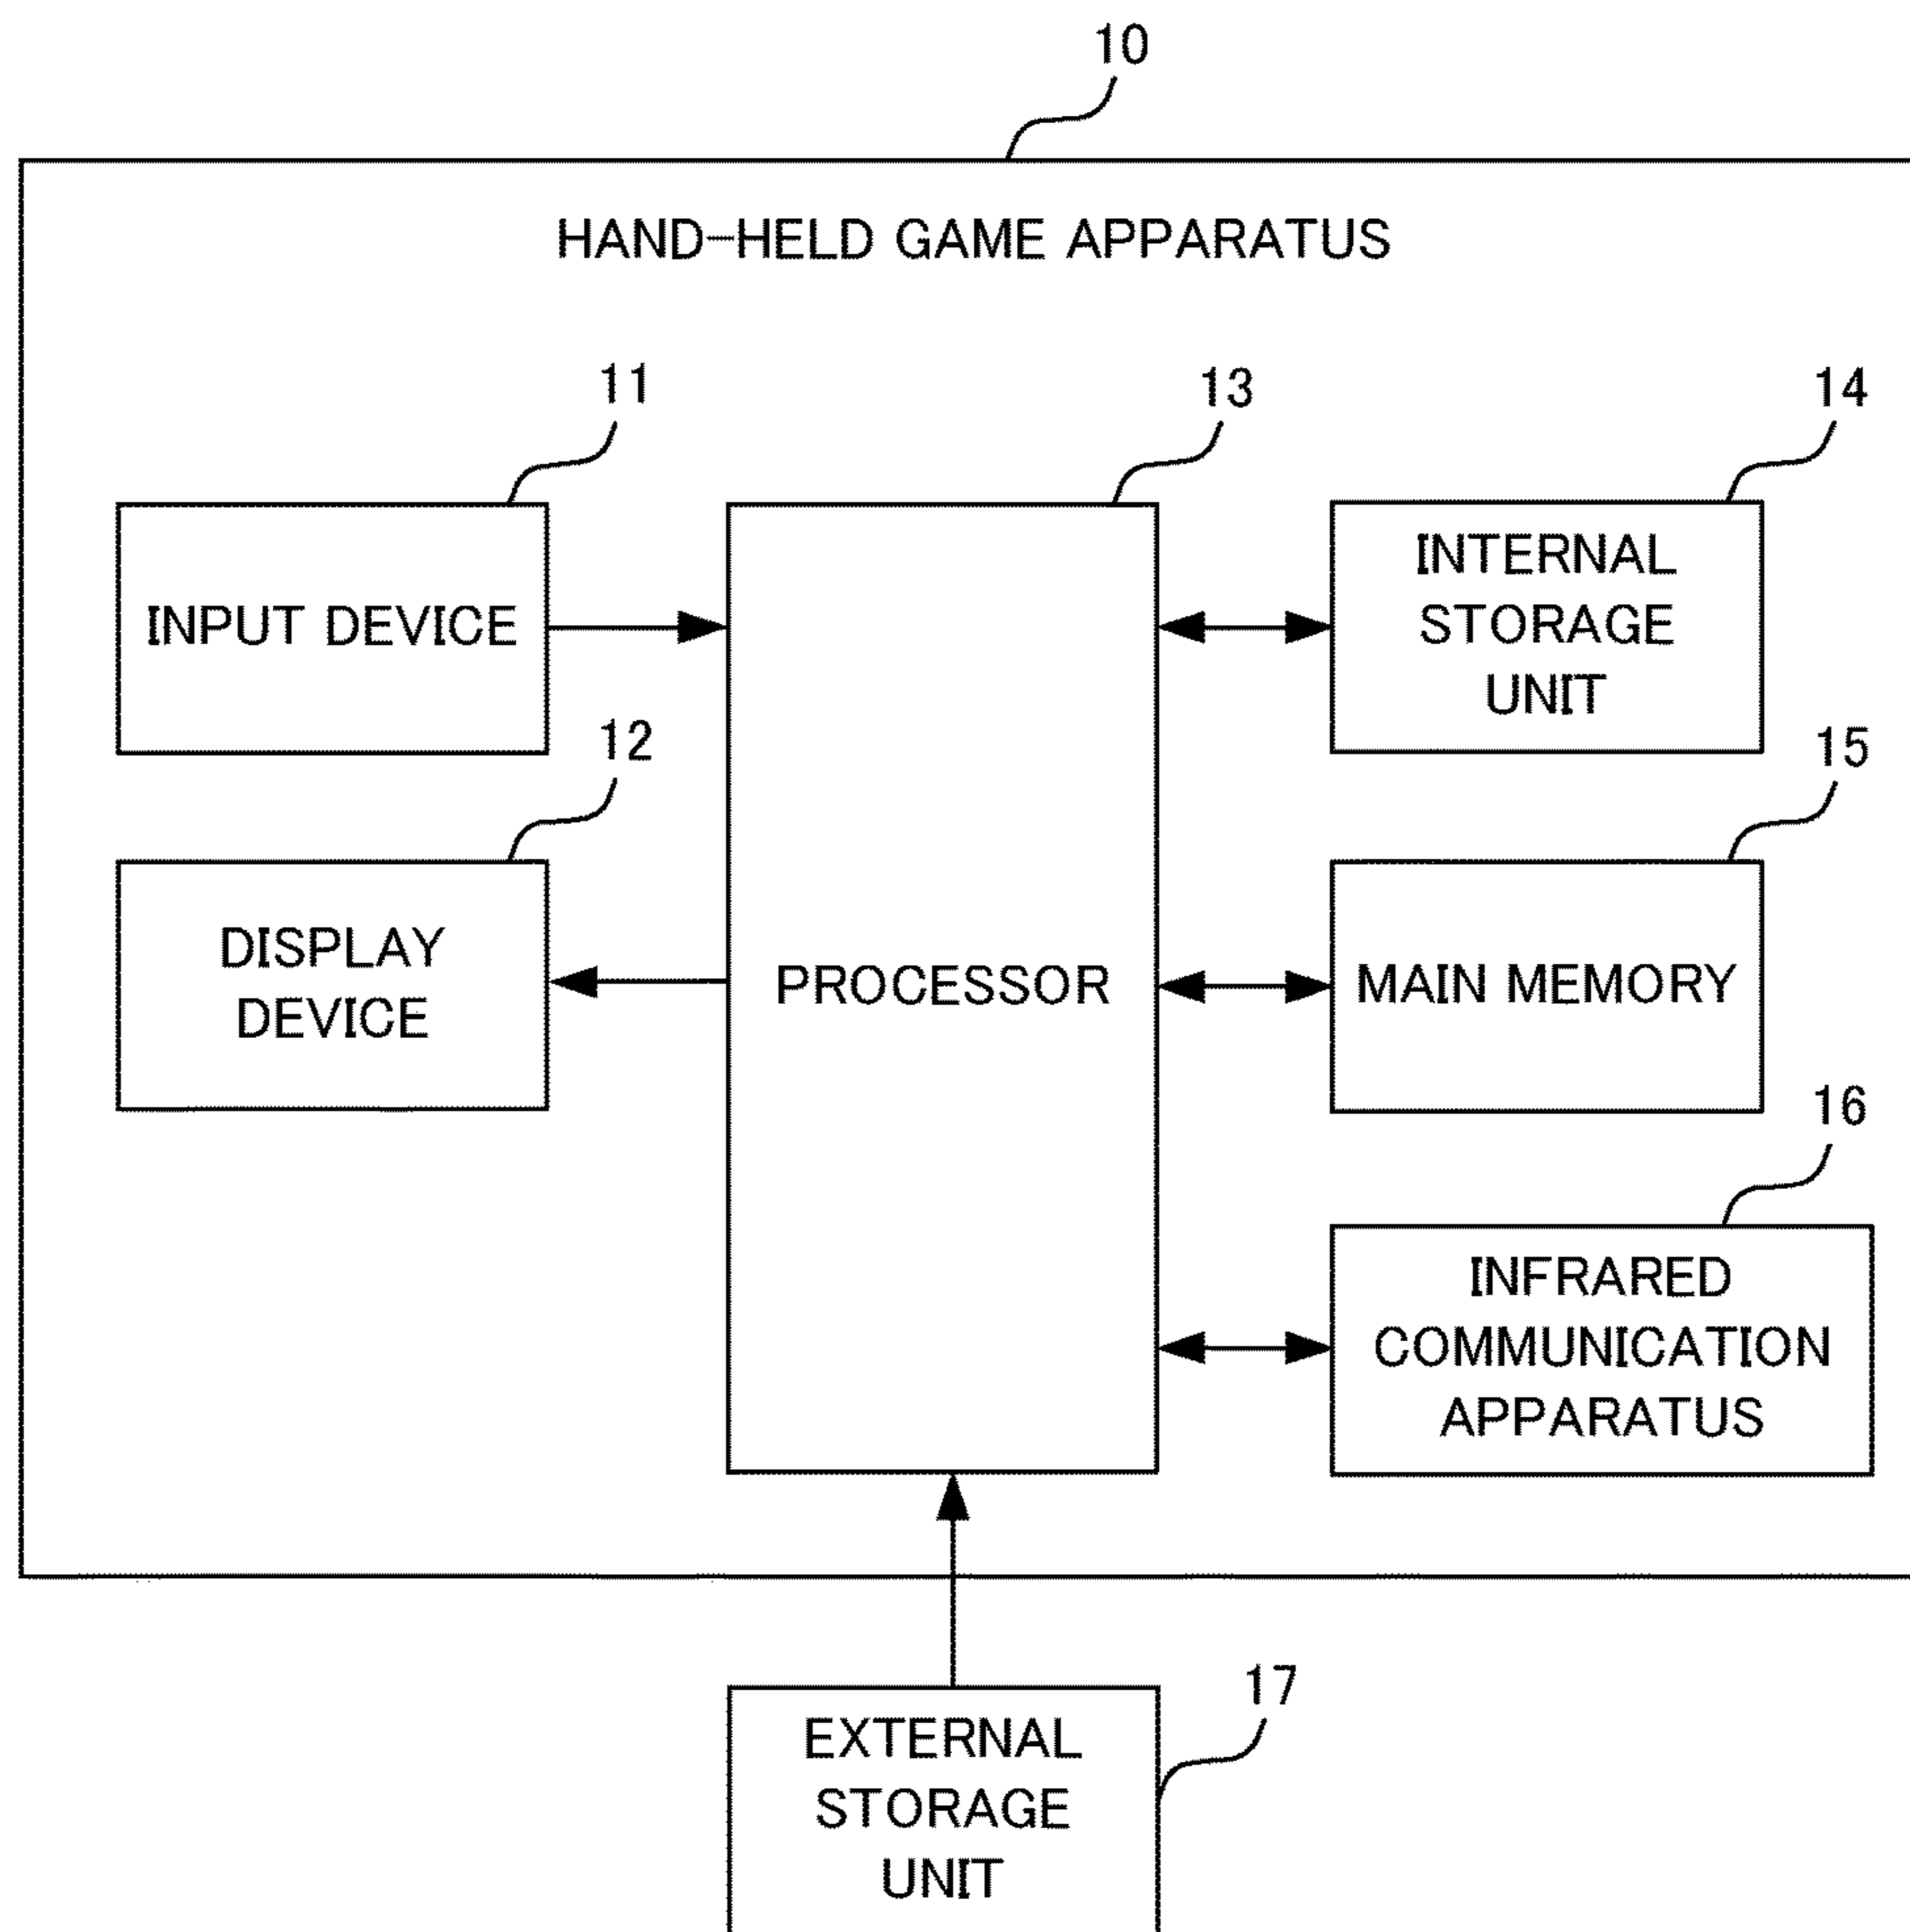 10
HAND-HELD GAME APPARATUS
11
13
14
INPUT DEVICE
INTERNAL
STORAGE
UNIT
12
15
DISPLAY
DEVICE
PROCESSOR
MAIN MEMORY
16
INFRARED
COMMUNICATION
APPARATUS
17
EXTERNAL
STORAGE
UNIT